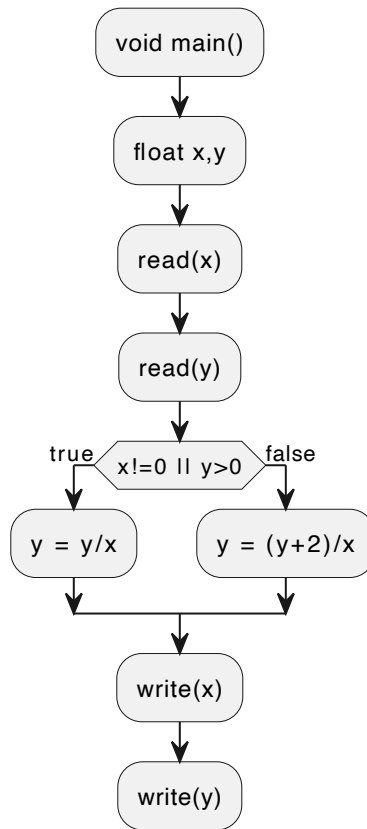 void main()
float x,y
read(x)
read(y)
true
x!=0 || y>0
false
y = y/x
y = (y+2)/x
write(x)
write(y)